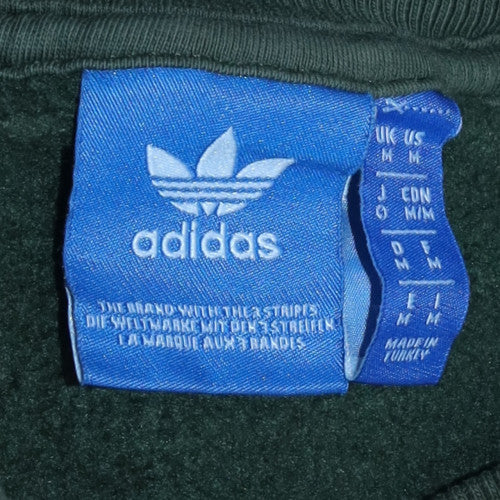 adidas
THE BRAND WITH THE 3 STRIPES
DIE WELTMARKE MIT DEN 3 STREIFEN
LA MARQUE AUX 3 BANDES
UK US
M M
J CDN
O M/M
D F
M M
E I
M M
MADE IN
TURKEY